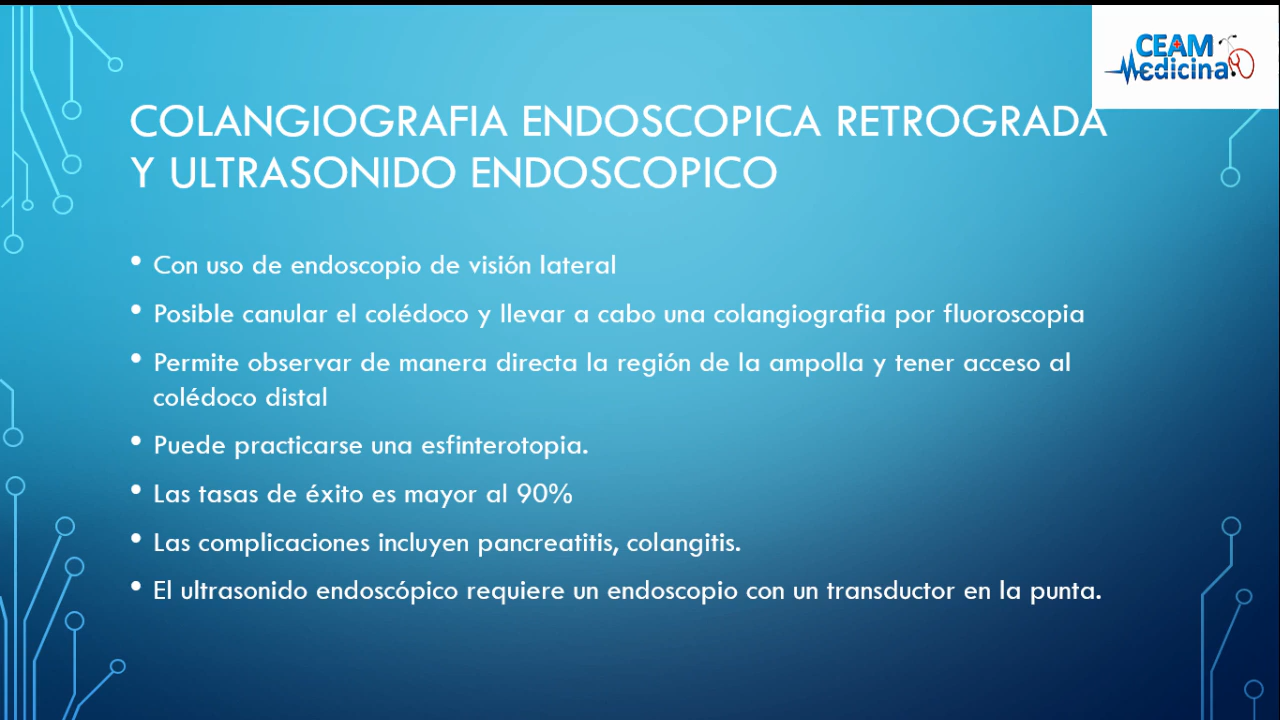 CEAM
Medicina
COLANGIOGRAFIA ENDOSCOPICA RETROGRADA
Y ULTRASONIDO ENDOSCOPICO
• Con uso de endoscopio de visión lateral
• Posible canular el colédoco y llevar a cabo una colangiografia por fluoroscopia
• Permite observar de manera directa la región de la ampolla y tener acceso al
colédoco distal
• Puede practicarse una esfinterotopia.
• Las tasas de éxito es mayor al 90%
• Las complicaciones incluyen pancreatitis, colangitis.
• El ultrasonido endoscópico requiere un endoscopio con un transductor en la punta.